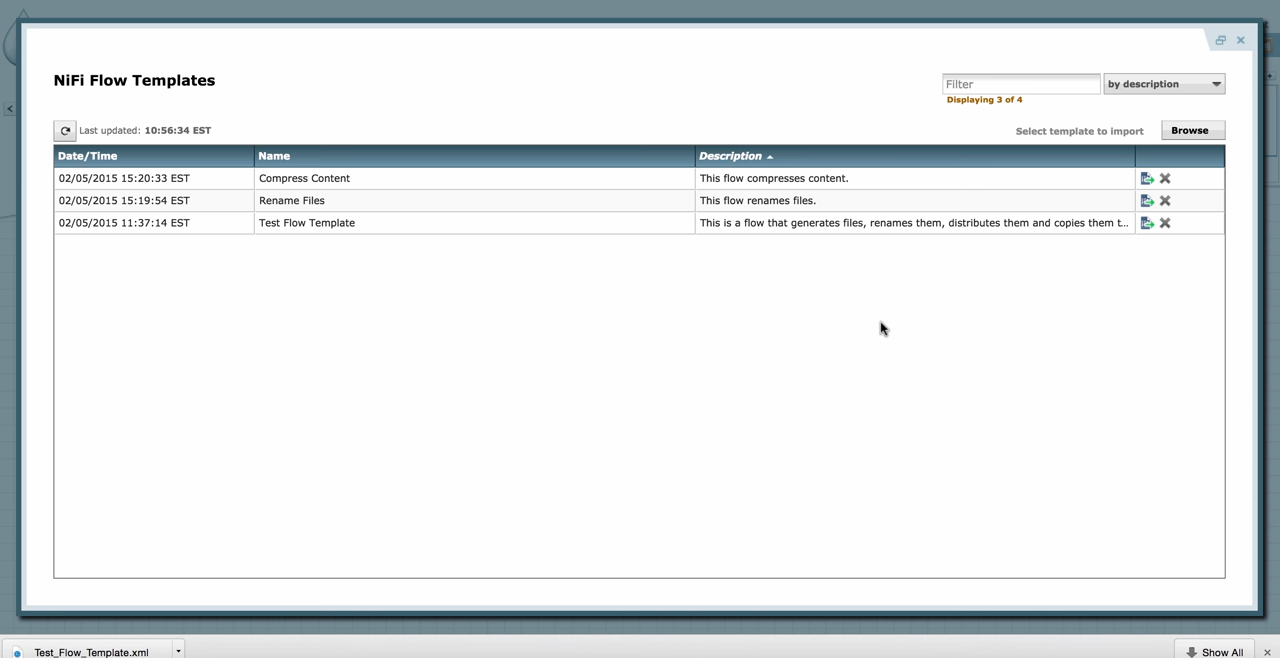 NiFi Flow Templates
Filter
by description
Displaying 3 of 4
Last updated: 10:56:34 EST
Select template to import
Browse
Date/Time Name Description
02/05/2015 15:20:33 EST Compress Content This flow compresses content.
02/05/2015 15:19:54 EST Rename Files This flow renames files.
02/05/2015 11:37:14 EST Test Flow Template This is a flow that generates files, renames them, distributes them and copies them t...
Test_Flow_Template.xml
Show All